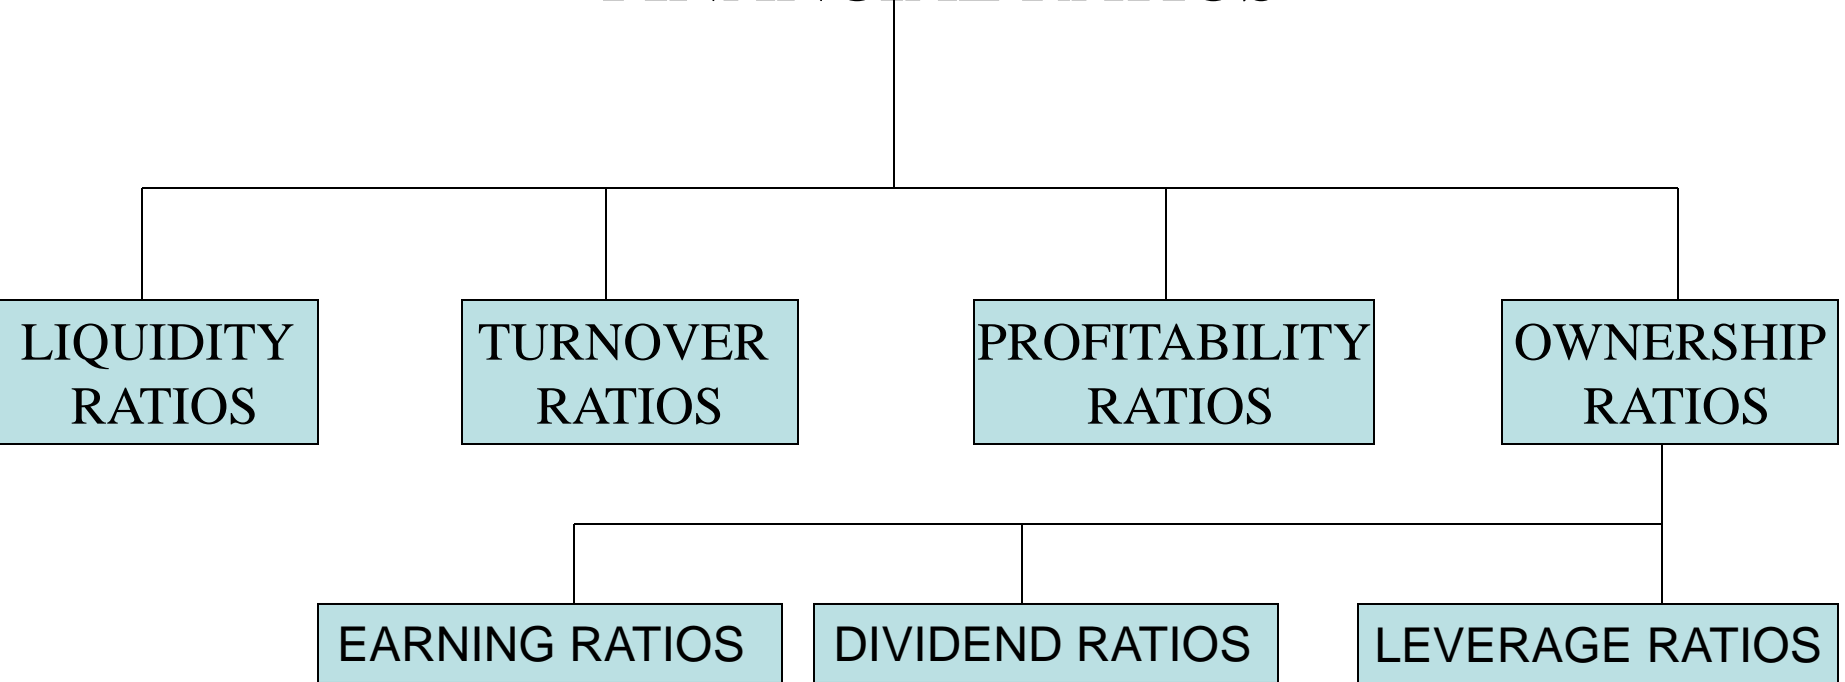 LIQUIDITY
RATIOS
TURNOVER
RATIOS
PROFITABILITY
RATIOS
OWNERSHIP
RATIOS
EARNING RATIOS
DIVIDEND RATIOS
LEVERAGE RATIOS